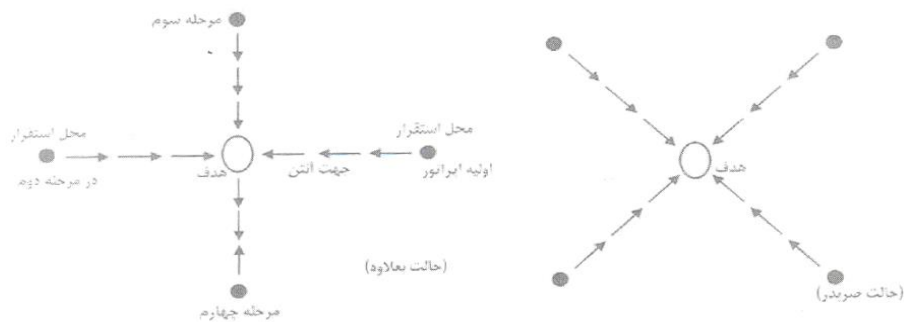 مرحله سوم
محل استقرار
اولیه اپراتور
جهت آنتن
هدف
محل استقرار
در مرحله دوم
(حالت بعلاوه)
مرحله چهارم
هدف
(حالت ضربدر)